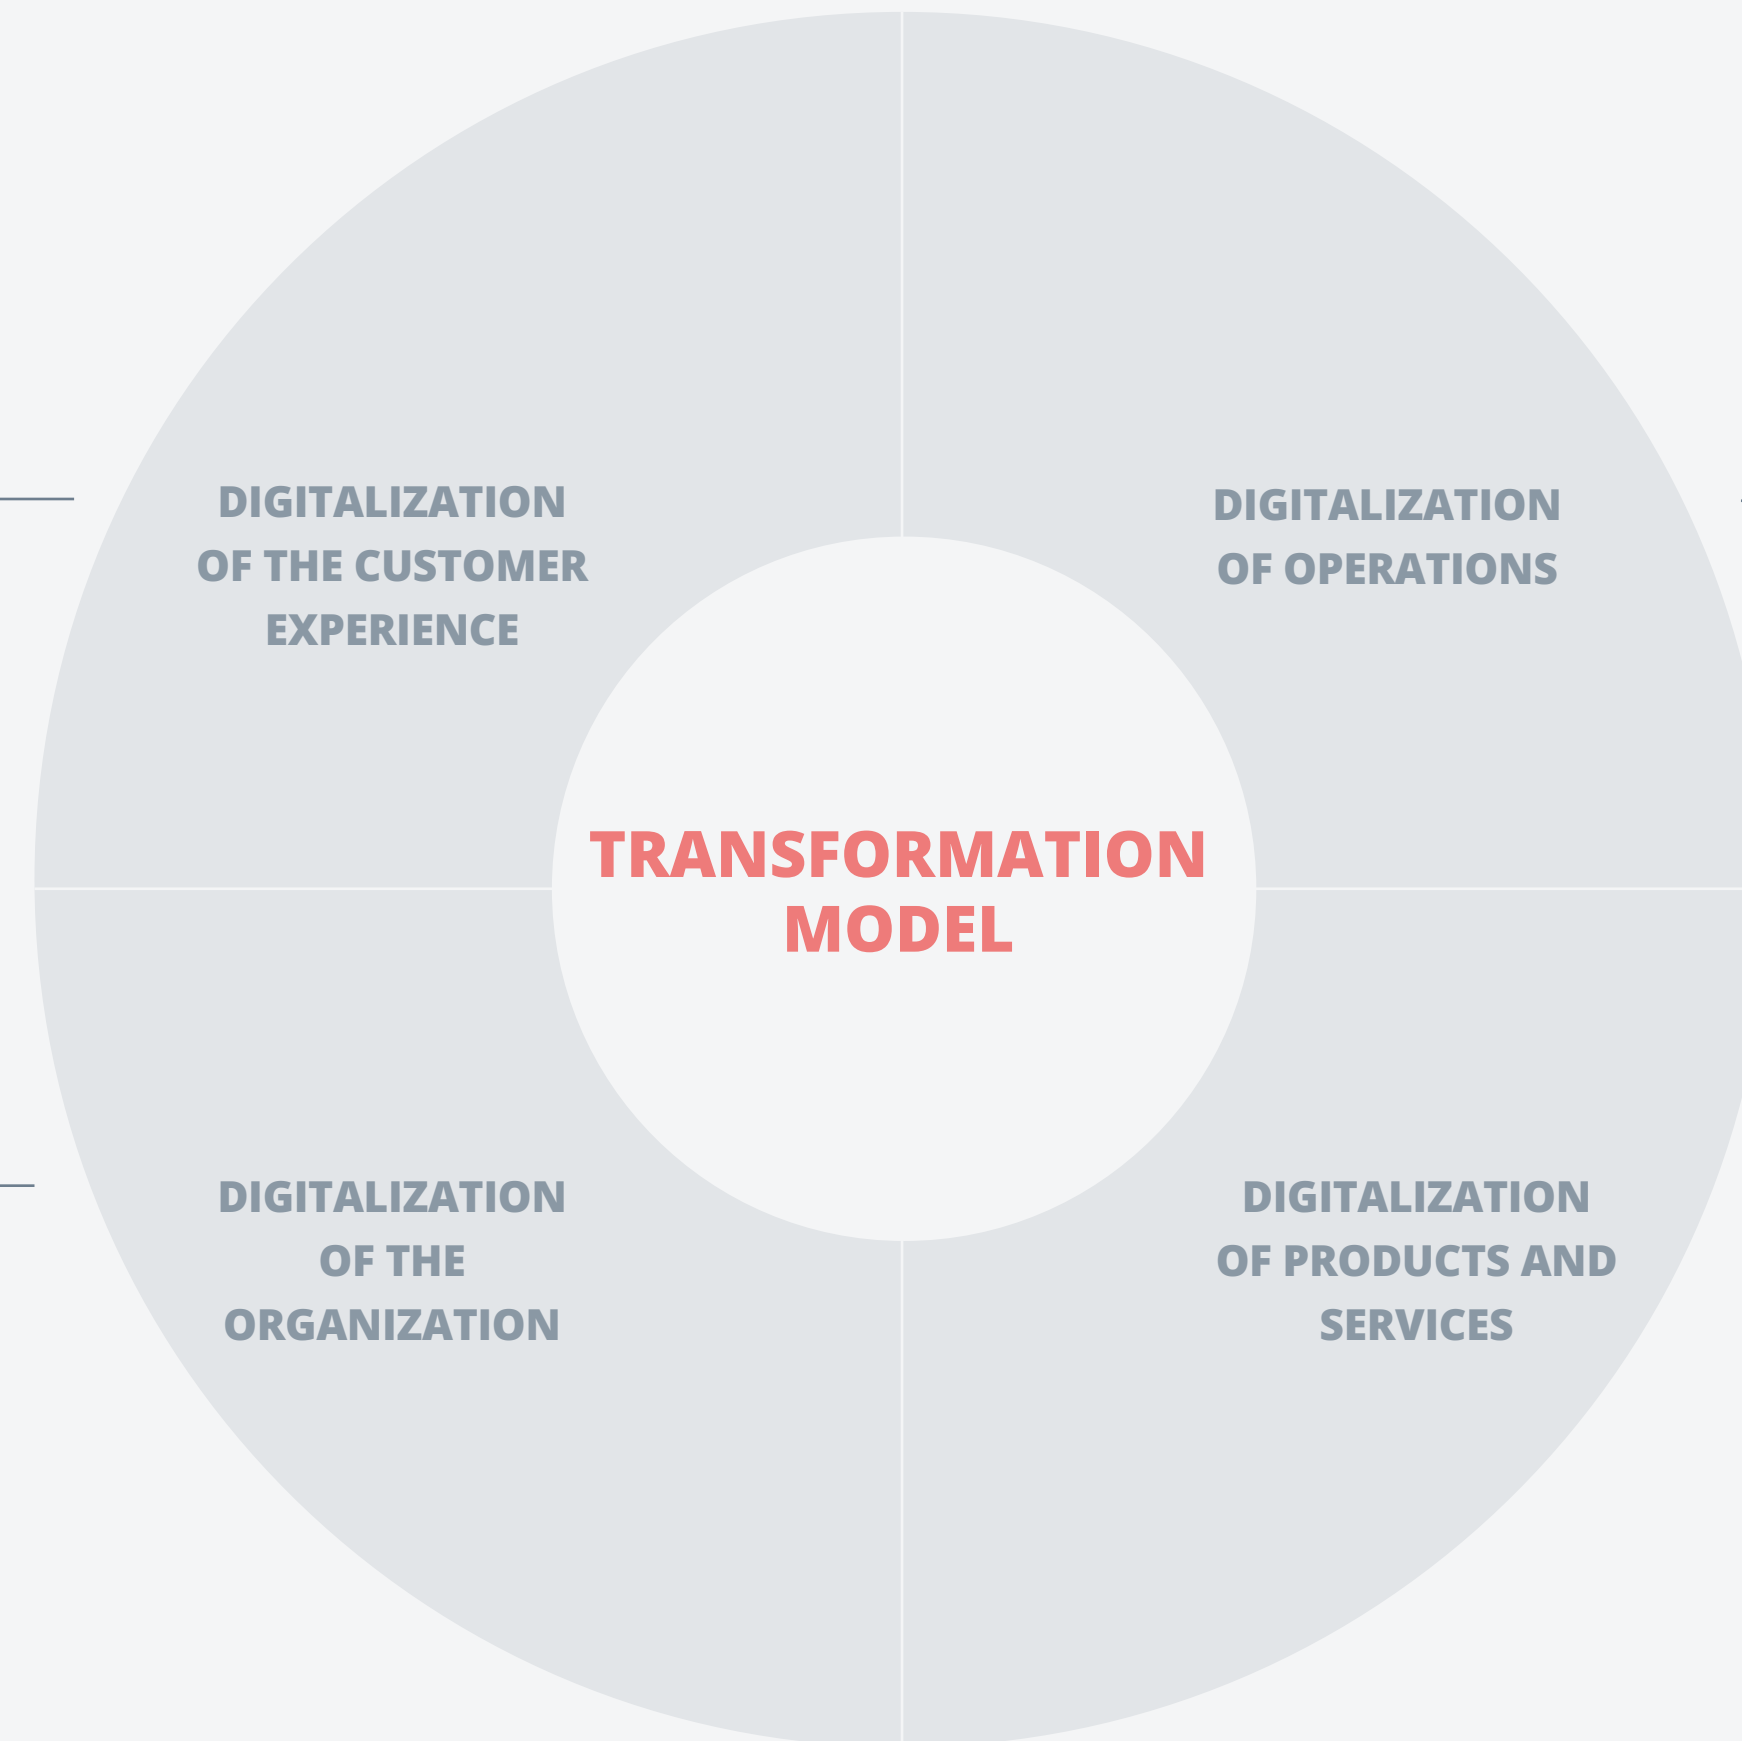 DIGITALIZATION
OF THE CUSTOMER
EXPERIENCE
DIGITALIZATION
OF OPERATIONS
TRANSFORMATION
MODEL
DIGITALIZATION
OF THE
ORGANIZATION
DIGITALIZATION
OF PRODUCTS AND
SERVICES